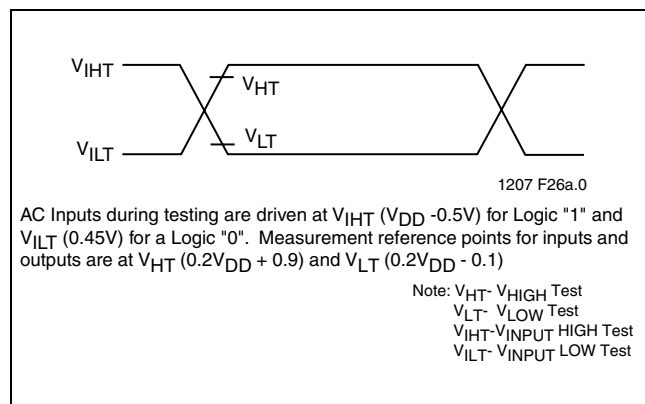 VIHT
VHT
VLT
VILT
1207 F26a.0
AC Inputs during testing are driven at VIHT (VDD -0.5V) for Logic "1" and
VILT (0.45V) for a Logic "0". Measurement reference points for inputs and
outputs are at VHT (0.2VDD + 0.9) and VLT (0.2VDD - 0.1)
Note: VHT- VHIGH Test
VLT- VLOW Test
VIHT-VINPUT HIGH Test
VILT- VINPUT LOW Test